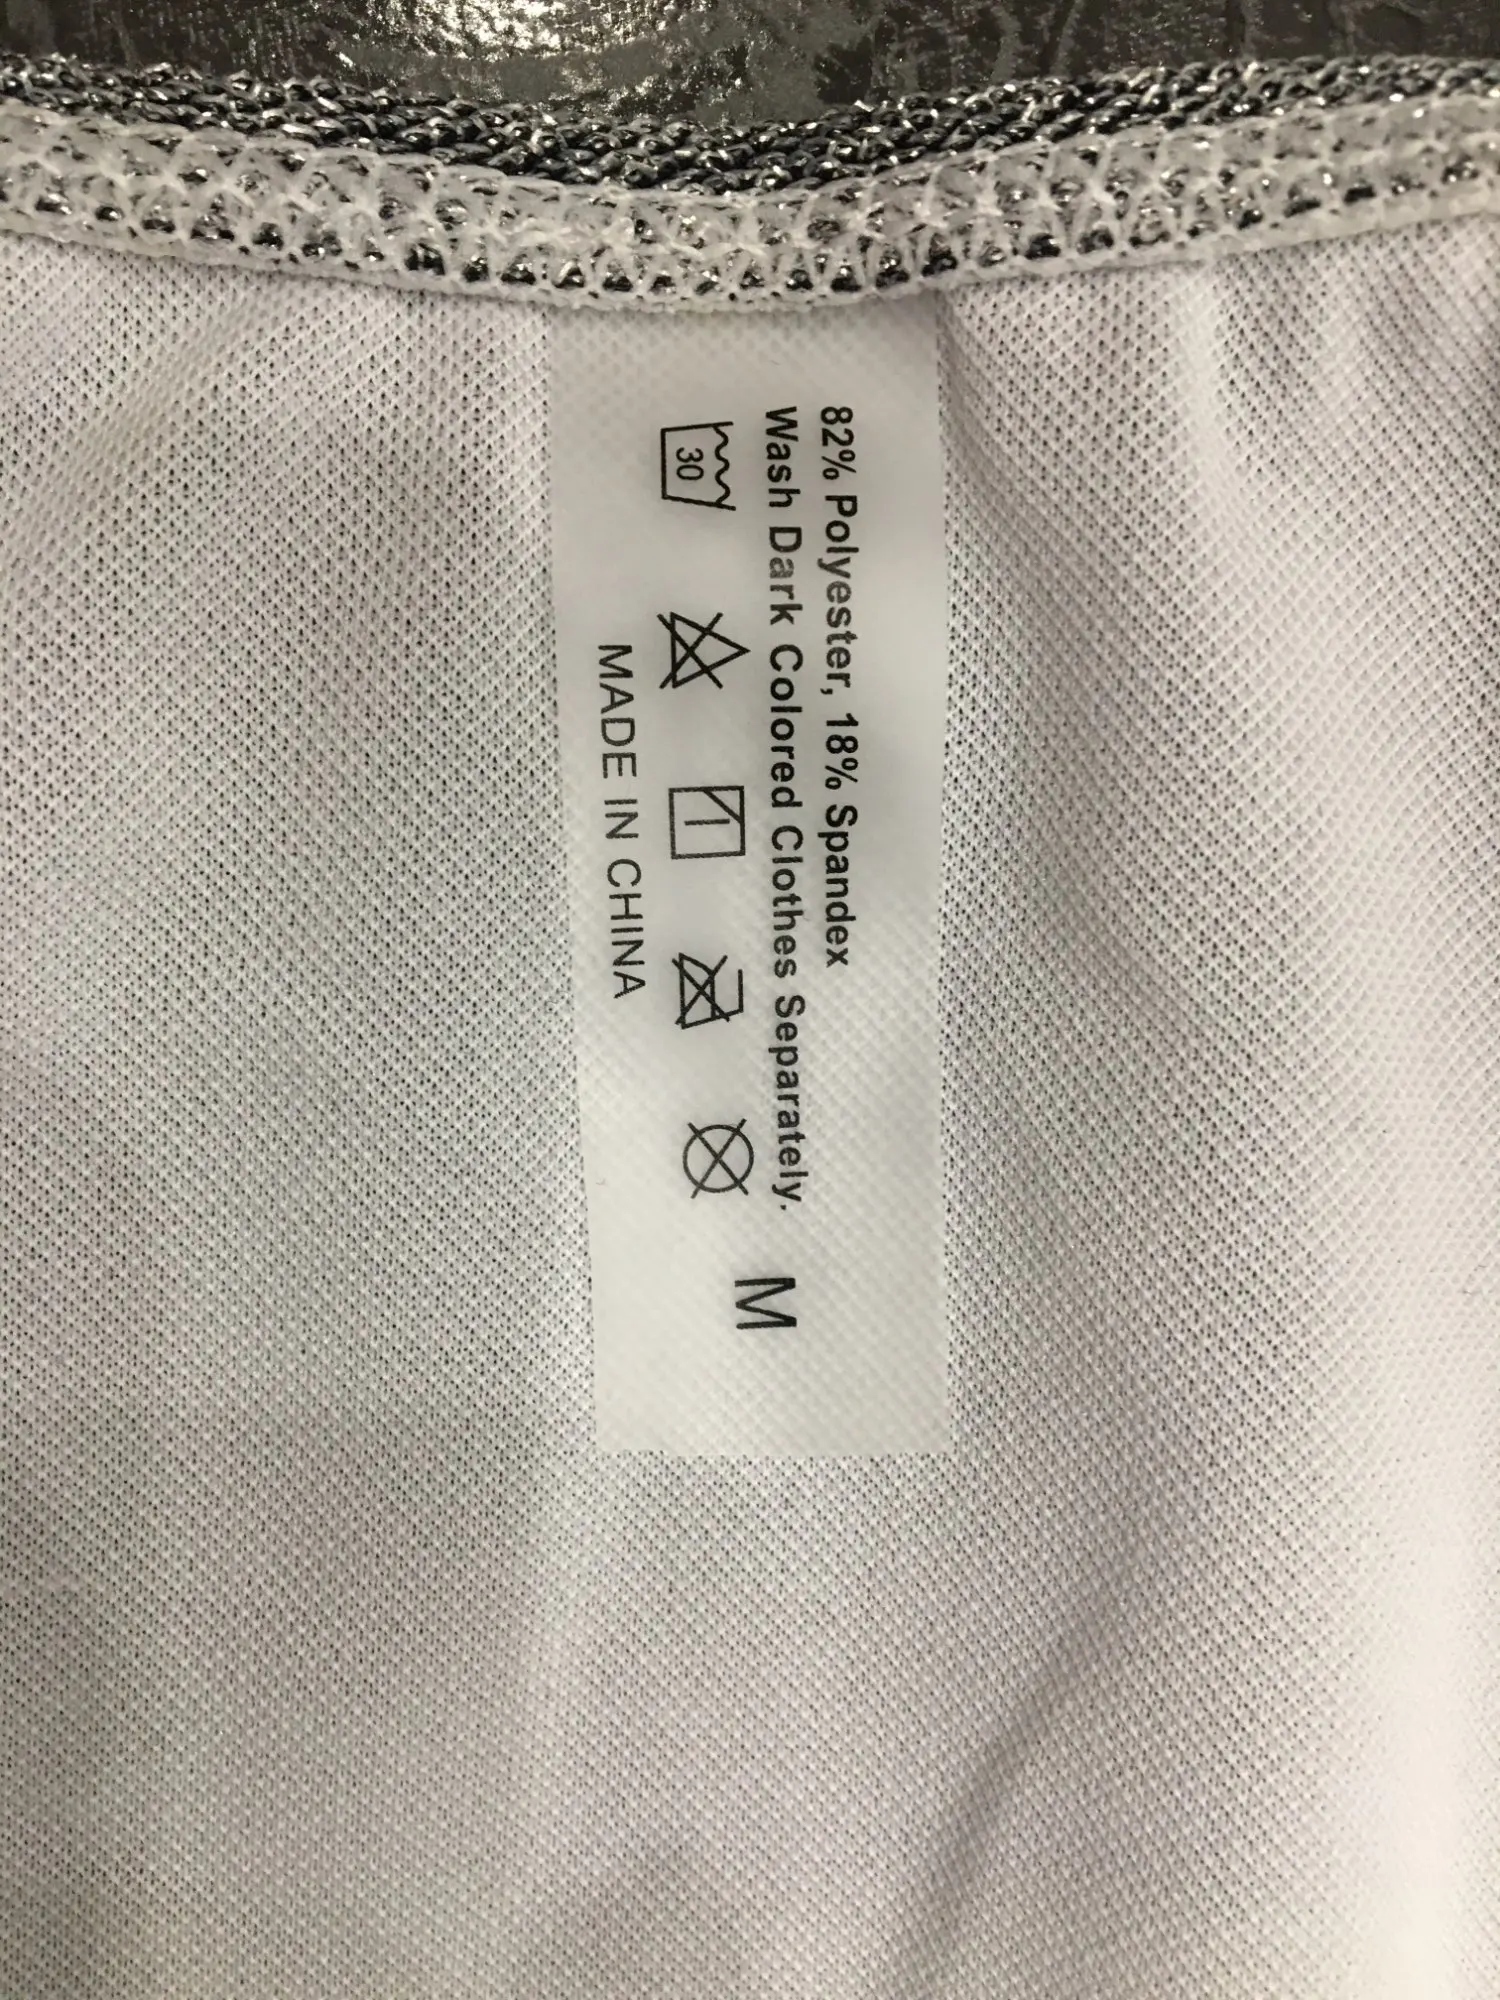 82% Polyester, 18% Spandex
Wash Dark Colored Clothes Separately.
30
MADE IN CHINA
M